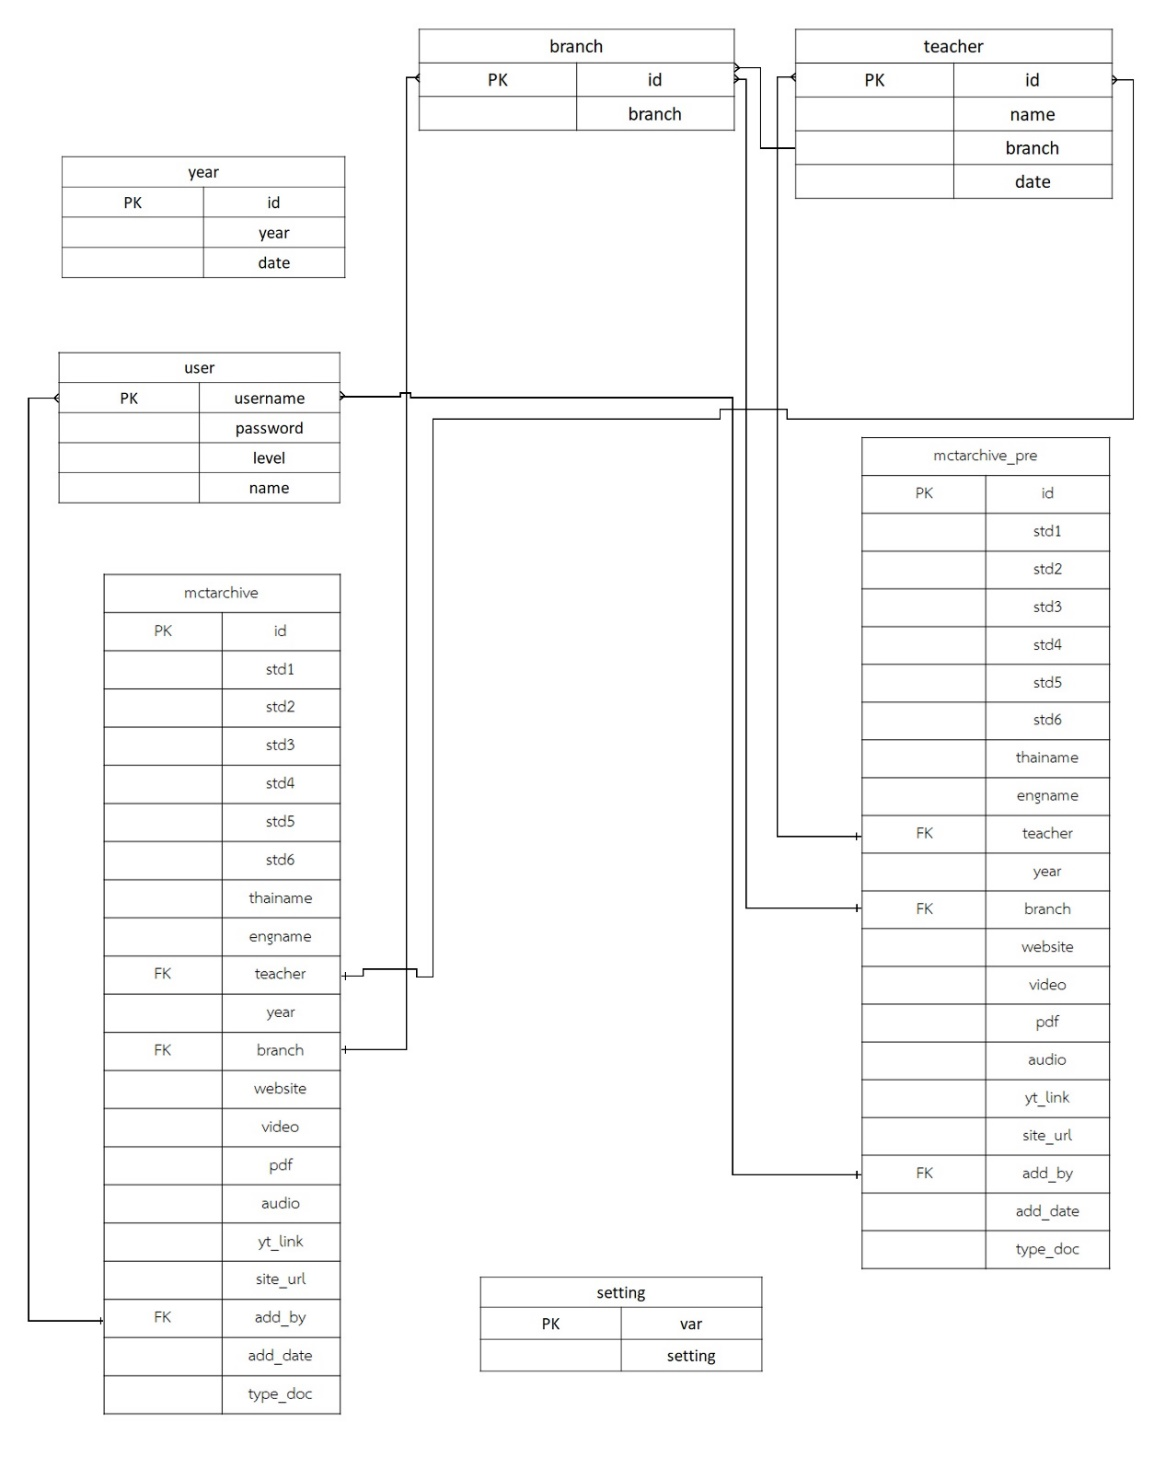 branch
PK id
branch
teacher
PK id
name
branch
date
year
PK id
year
date
user
PK username
password
level
name
mctarchive_pre
PK id
std1
std2
std3
std4
std5
std6
thainame
engname
FK teacher
year
FK branch
website
video
pdf
audio
yt_link
site_url
FK add_by
add_date
type_doc
mctarchive
PK id
std1
std2
std3
std4
std5
std6
thainame
engname
FK teacher
year
FK branch
website
video
pdf
audio
yt_link
site_url
FK add_by
add_date
type_doc
setting
PK var
setting